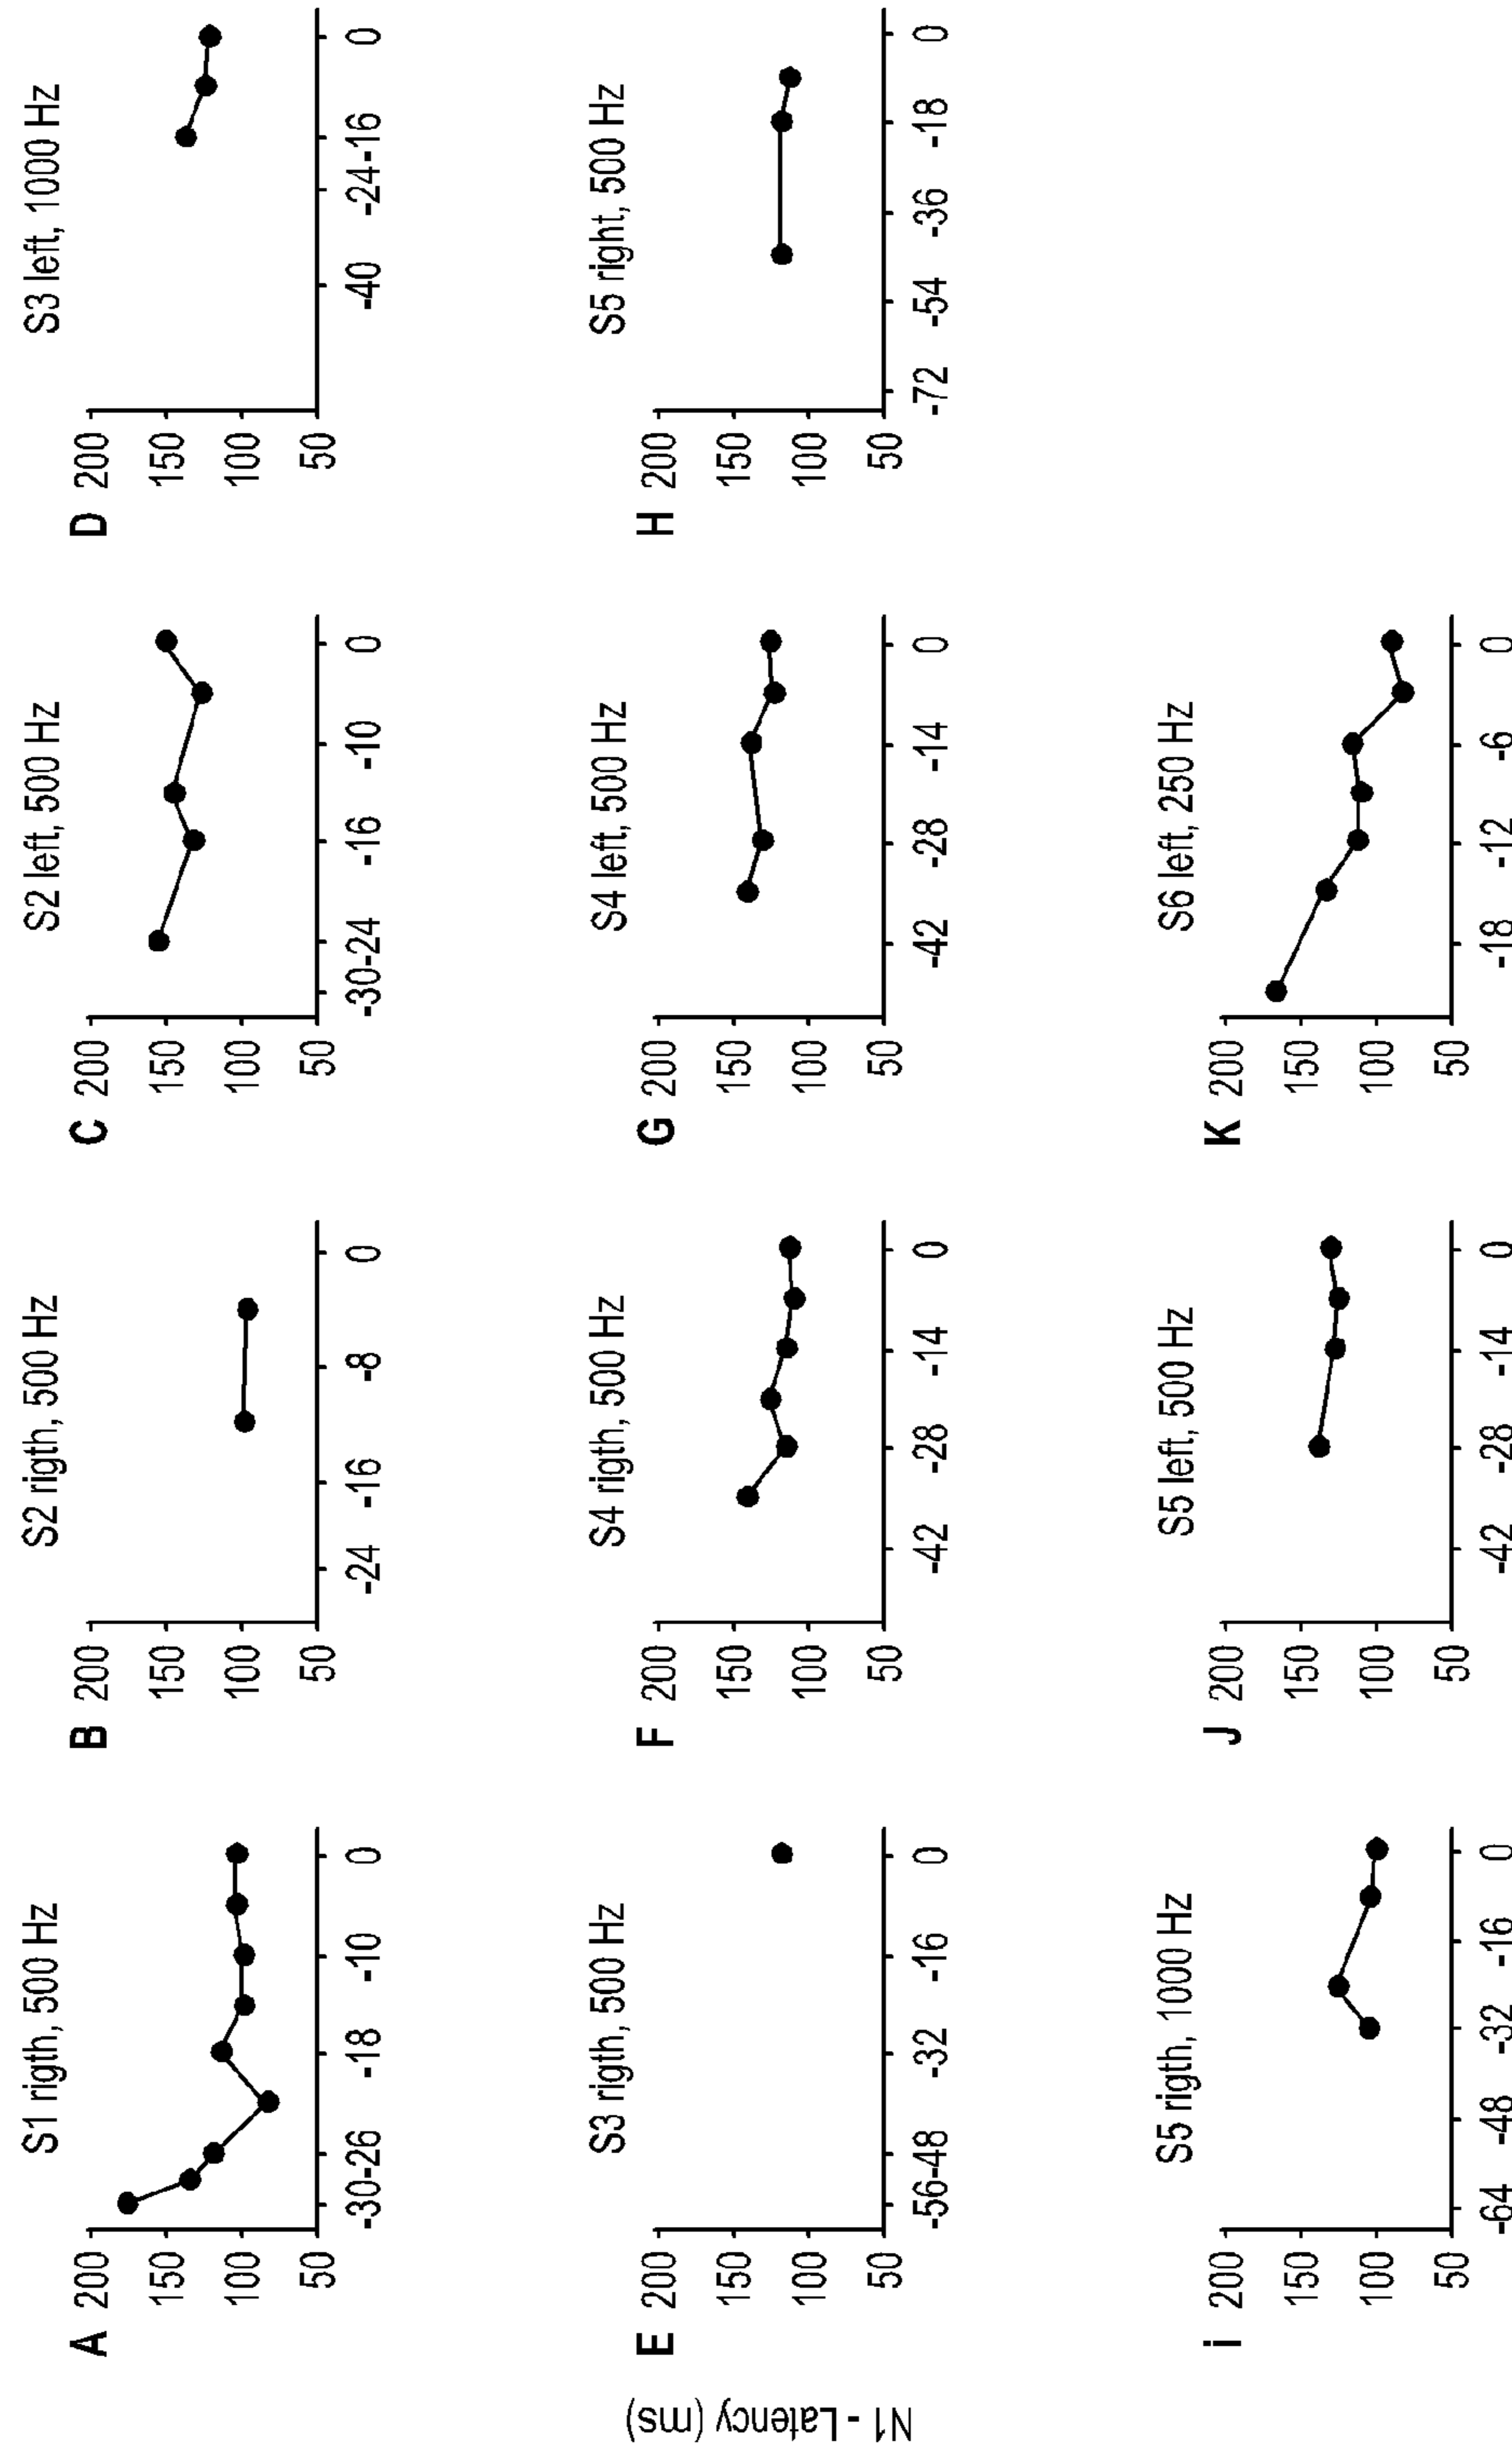 N1 - Latency (ms)
A
S1 rigth, 500 Hz
200
150
100
50
-30-26 -18 -10 0
B
S2 rigth, 500 Hz
200
150
100
50
-24 -16 -8 0
C
S2 left, 500 Hz
200
150
100
50
-30-24 -16 -10 0
D
S3 left, 1000 Hz
200
150
100
50
-40 -24-16 0
E
S3 rigth, 500 Hz
200
150
100
50
-56-48 -32 -16 0
F
S4 rigth, 500 Hz
200
150
100
50
-42 -28 -14 0
G
S4 left, 500 Hz
200
150
100
50
-42 -28 -14 0
H
S5 right, 500 Hz
200
150
100
50
-72 -54 -36 -18 0
i
S5 rigth, 1000 Hz
200
150
100
50
-64 -48 -32 -16 0
J
S5 left, 500 Hz
200
150
100
50
-42 -28 -14 0
K
S6 left, 250 Hz
200
150
100
50
-18 -12 -6 0